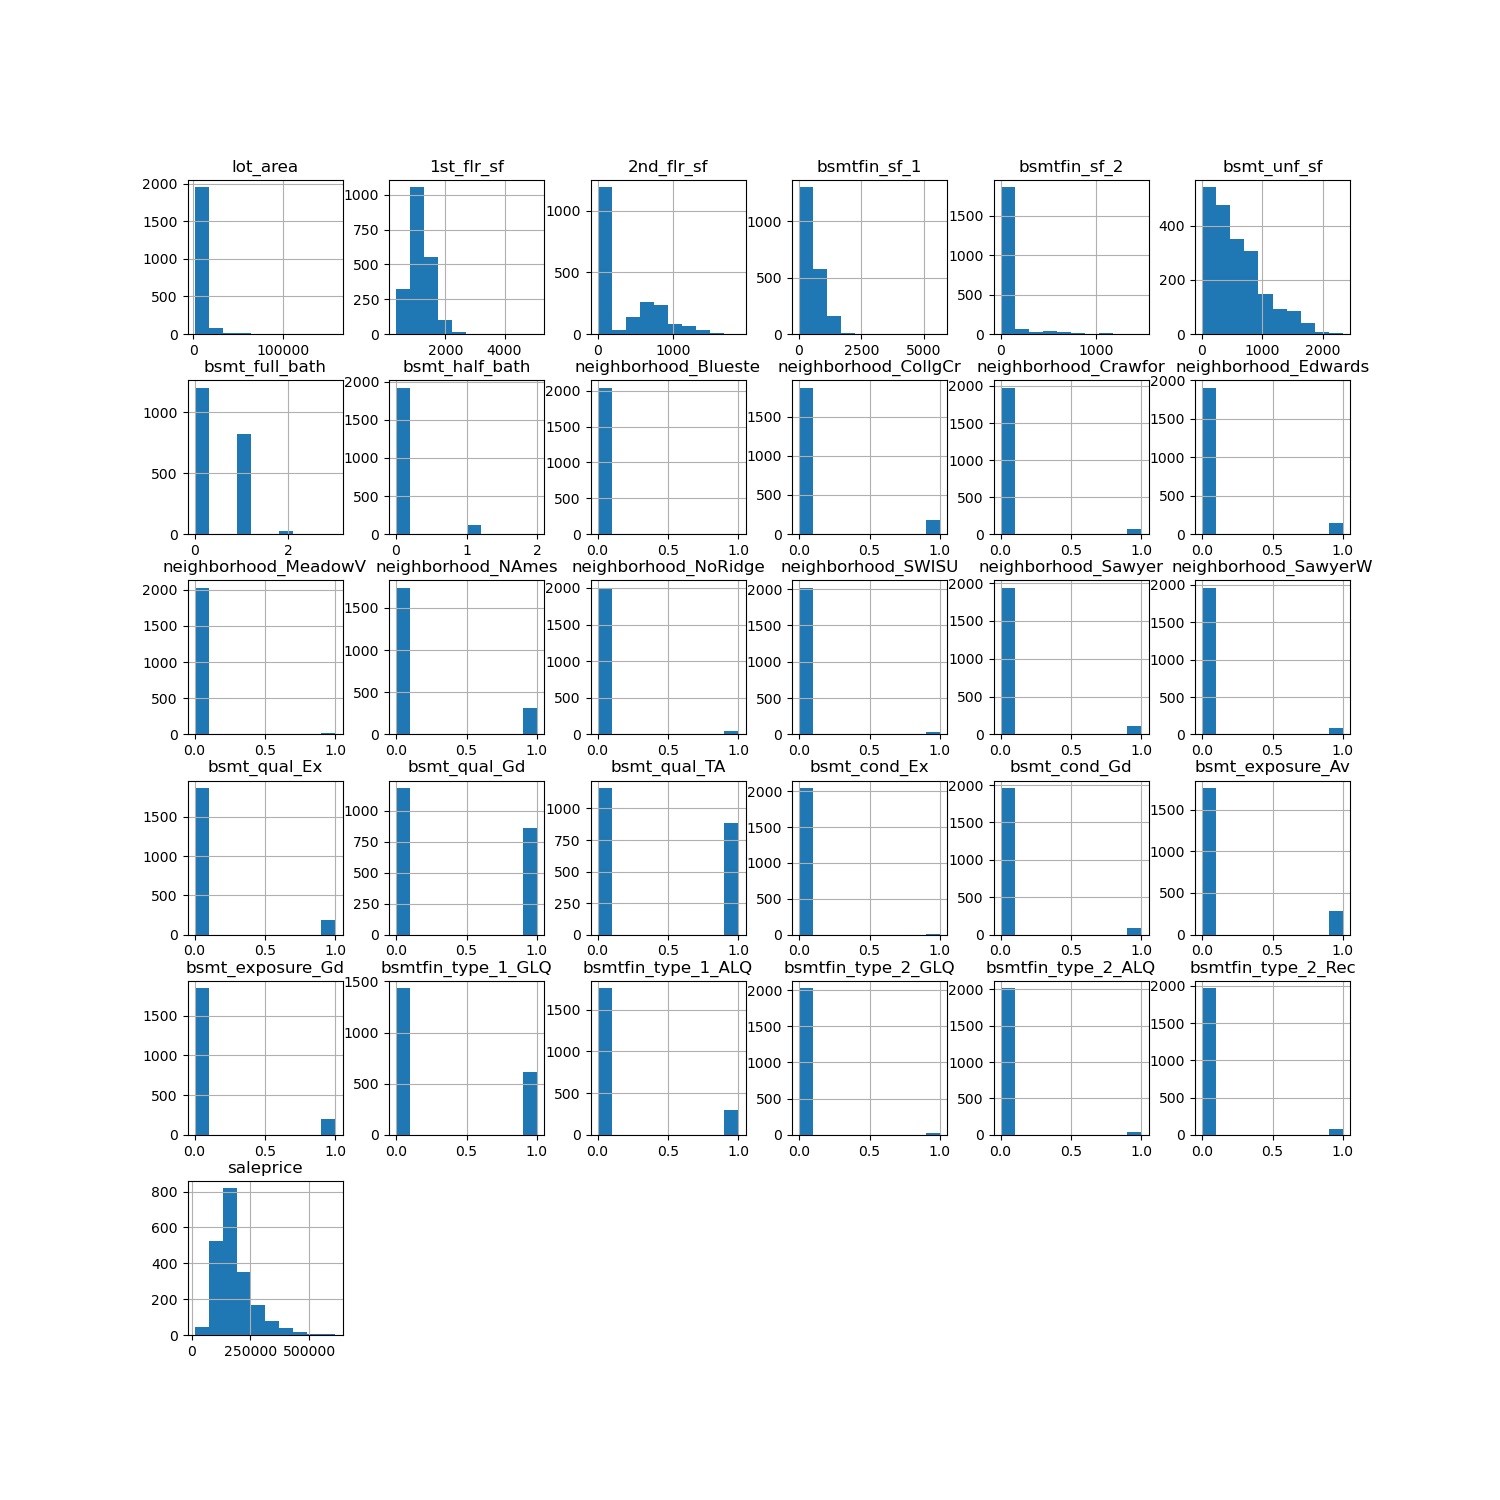 lot_area
2000
1500
1000
500
0
0 100000
1st_flr_sf
1000
750
500
250
0
2000 4000
2nd_flr_sf
1000
500
0
0 1000
bsmtfin_sf_1
1000
500
0
0 2500 5000
bsmtfin_sf_2
1500
1000
500
0
0 1000
bsmt_unf_sf
400
200
0
0 1000 2000
bsmt_full_bath
1000
500
0
0 2
bsmt_half_bath
2000
1500
1000
500
0
0 1 2
neighborhood_Blueste
2000
1500
1000
500
0
0.0 0.5 1.0
neighborhood_CollgCr
1500
1000
500
0
0.0 0.5 1.0
neighborhood_Crawfor
2000
1500
1000
500
0
0.0 0.5 1.0
neighborhood_Edwards
2000
1500
1000
500
0
0.0 0.5 1.0
neighborhood_MeadowV
2000
1500
1000
500
0
0.0 0.5 1.0
neighborhood_NAmes
1500
1000
500
0
0.0 0.5 1.0
neighborhood_NoRidge
2000
1500
1000
500
0
0.0 0.5 1.0
neighborhood_SWISU
2000
1500
1000
500
0
0.0 0.5 1.0
neighborhood_Sawyer
2000
1500
1000
500
0
0.0 0.5 1.0
neighborhood_SawyerW
2000
1500
1000
500
0
0.0 0.5 1.0
bsmt_qual_Ex
1500
1000
500
0
0.0 0.5 1.0
bsmt_qual_Gd
1000
750
500
250
0
0.0 0.5 1.0
bsmt_qual_TA
1000
750
500
250
0
0.0 0.5 1.0
bsmt_cond_Ex
2000
1500
1000
500
0
0.0 0.5 1.0
bsmt_cond_Gd
2000
1500
1000
500
0
0.0 0.5 1.0
bsmt_exposure_Av
1500
1000
500
0
0.0 0.5 1.0
bsmt_exposure_Gd
1500
1000
500
0
0.0 0.5 1.0
bsmtfin_type_1_GLQ
1500
1000
500
0
0.0 0.5 1.0
bsmtfin_type_1_ALQ
1500
1000
500
0
0.0 0.5 1.0
bsmtfin_type_2_GLQ
2000
1500
1000
500
0
0.0 0.5 1.0
bsmtfin_type_2_ALQ
2000
1500
1000
500
0
0.0 0.5 1.0
bsmtfin_type_2_Rec
2000
1500
1000
500
0
0.0 0.5 1.0
saleprice
800
600
400
200
0
0 250000 500000